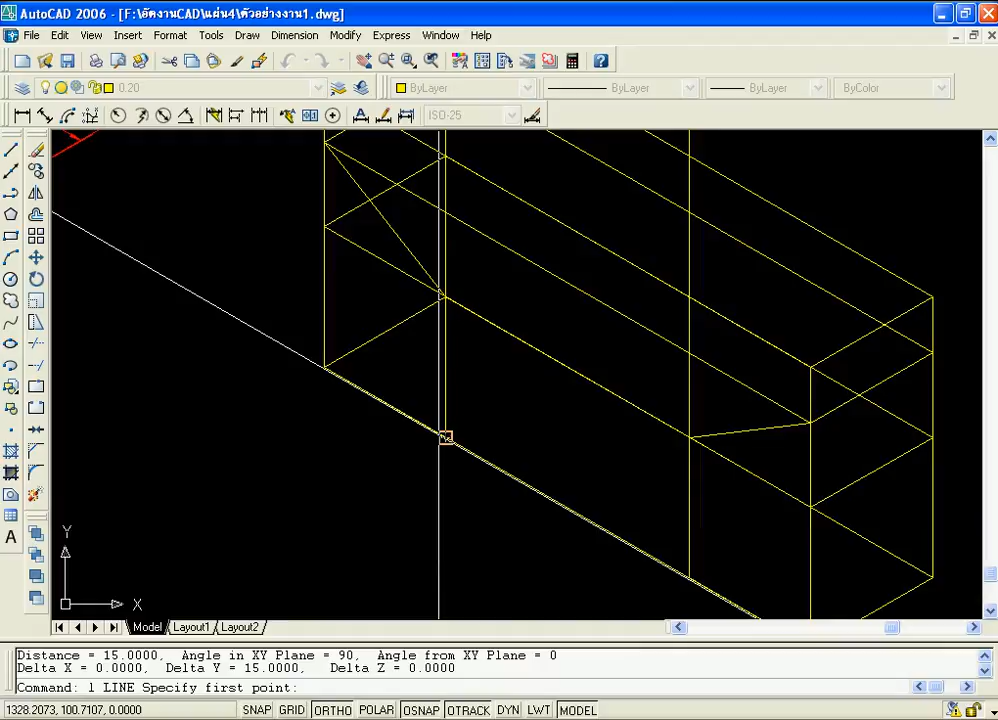 AutoCAD 2006 - [F:\อัดงานCAD\แผ่น4\ตัวอย่างงาน1.dwg]
File Edit View Insert Format Tools Draw Dimension Modify Express Window Help
0.20 ByLayer ByLayer ByLayer ByColor
ISO-25
A
Y
X
Model Layout1 Layout2
Distance = 15.0000, Angle in XY Plane = 90, Angle from XY Plane = 0
Delta X = 0.0000, Delta Y = 15.0000, Delta Z = 0.0000
Command: l LINE Specify first point:
1328.2073, 100.7107, 0.0000 SNAP GRID ORTHO POLAR OSNAP OTRACK DYN LWT MODEL